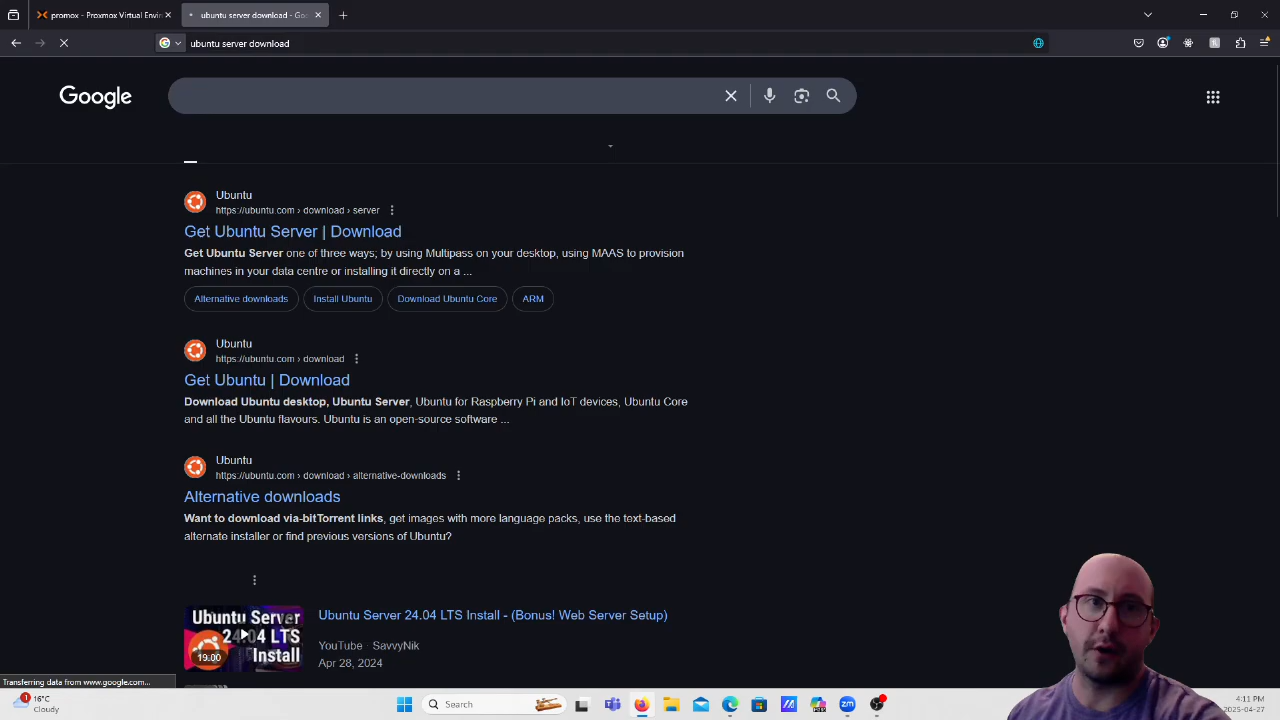 promox - Proxmox Virtual Envir
ubuntu server download - Goo
ubuntu server download
Google
Ubuntu
https://ubuntu.com › download › server
Get Ubuntu Server | Download
Get Ubuntu Server one of three ways; by using Multipass on your desktop, using MAAS to provision
machines in your data centre or installing it directly on a ...
Alternative downloads
Install Ubuntu
Download Ubuntu Core
ARM
Ubuntu
https://ubuntu.com › download
Get Ubuntu | Download
Download Ubuntu desktop, Ubuntu Server, Ubuntu for Raspberry Pi and IoT devices, Ubuntu Core
and all the Ubuntu flavours. Ubuntu is an open-source software ...
Ubuntu
https://ubuntu.com › download › alternative-downloads
Alternative downloads
Want to download via-bitTorrent links, get images with more language packs, use the text-based
alternate installer or find previous versions of Ubuntu?
Ubuntu Server
24.04 LTS
Install
19:00
Ubuntu Server 24.04 LTS Install - (Bonus! Web Server Setup)
YouTube · SavvyNik
Apr 28, 2024
Transferring data from www.google.com...
1
16°C
Cloudy
Search
zm
4:11 PM
2025-04-27